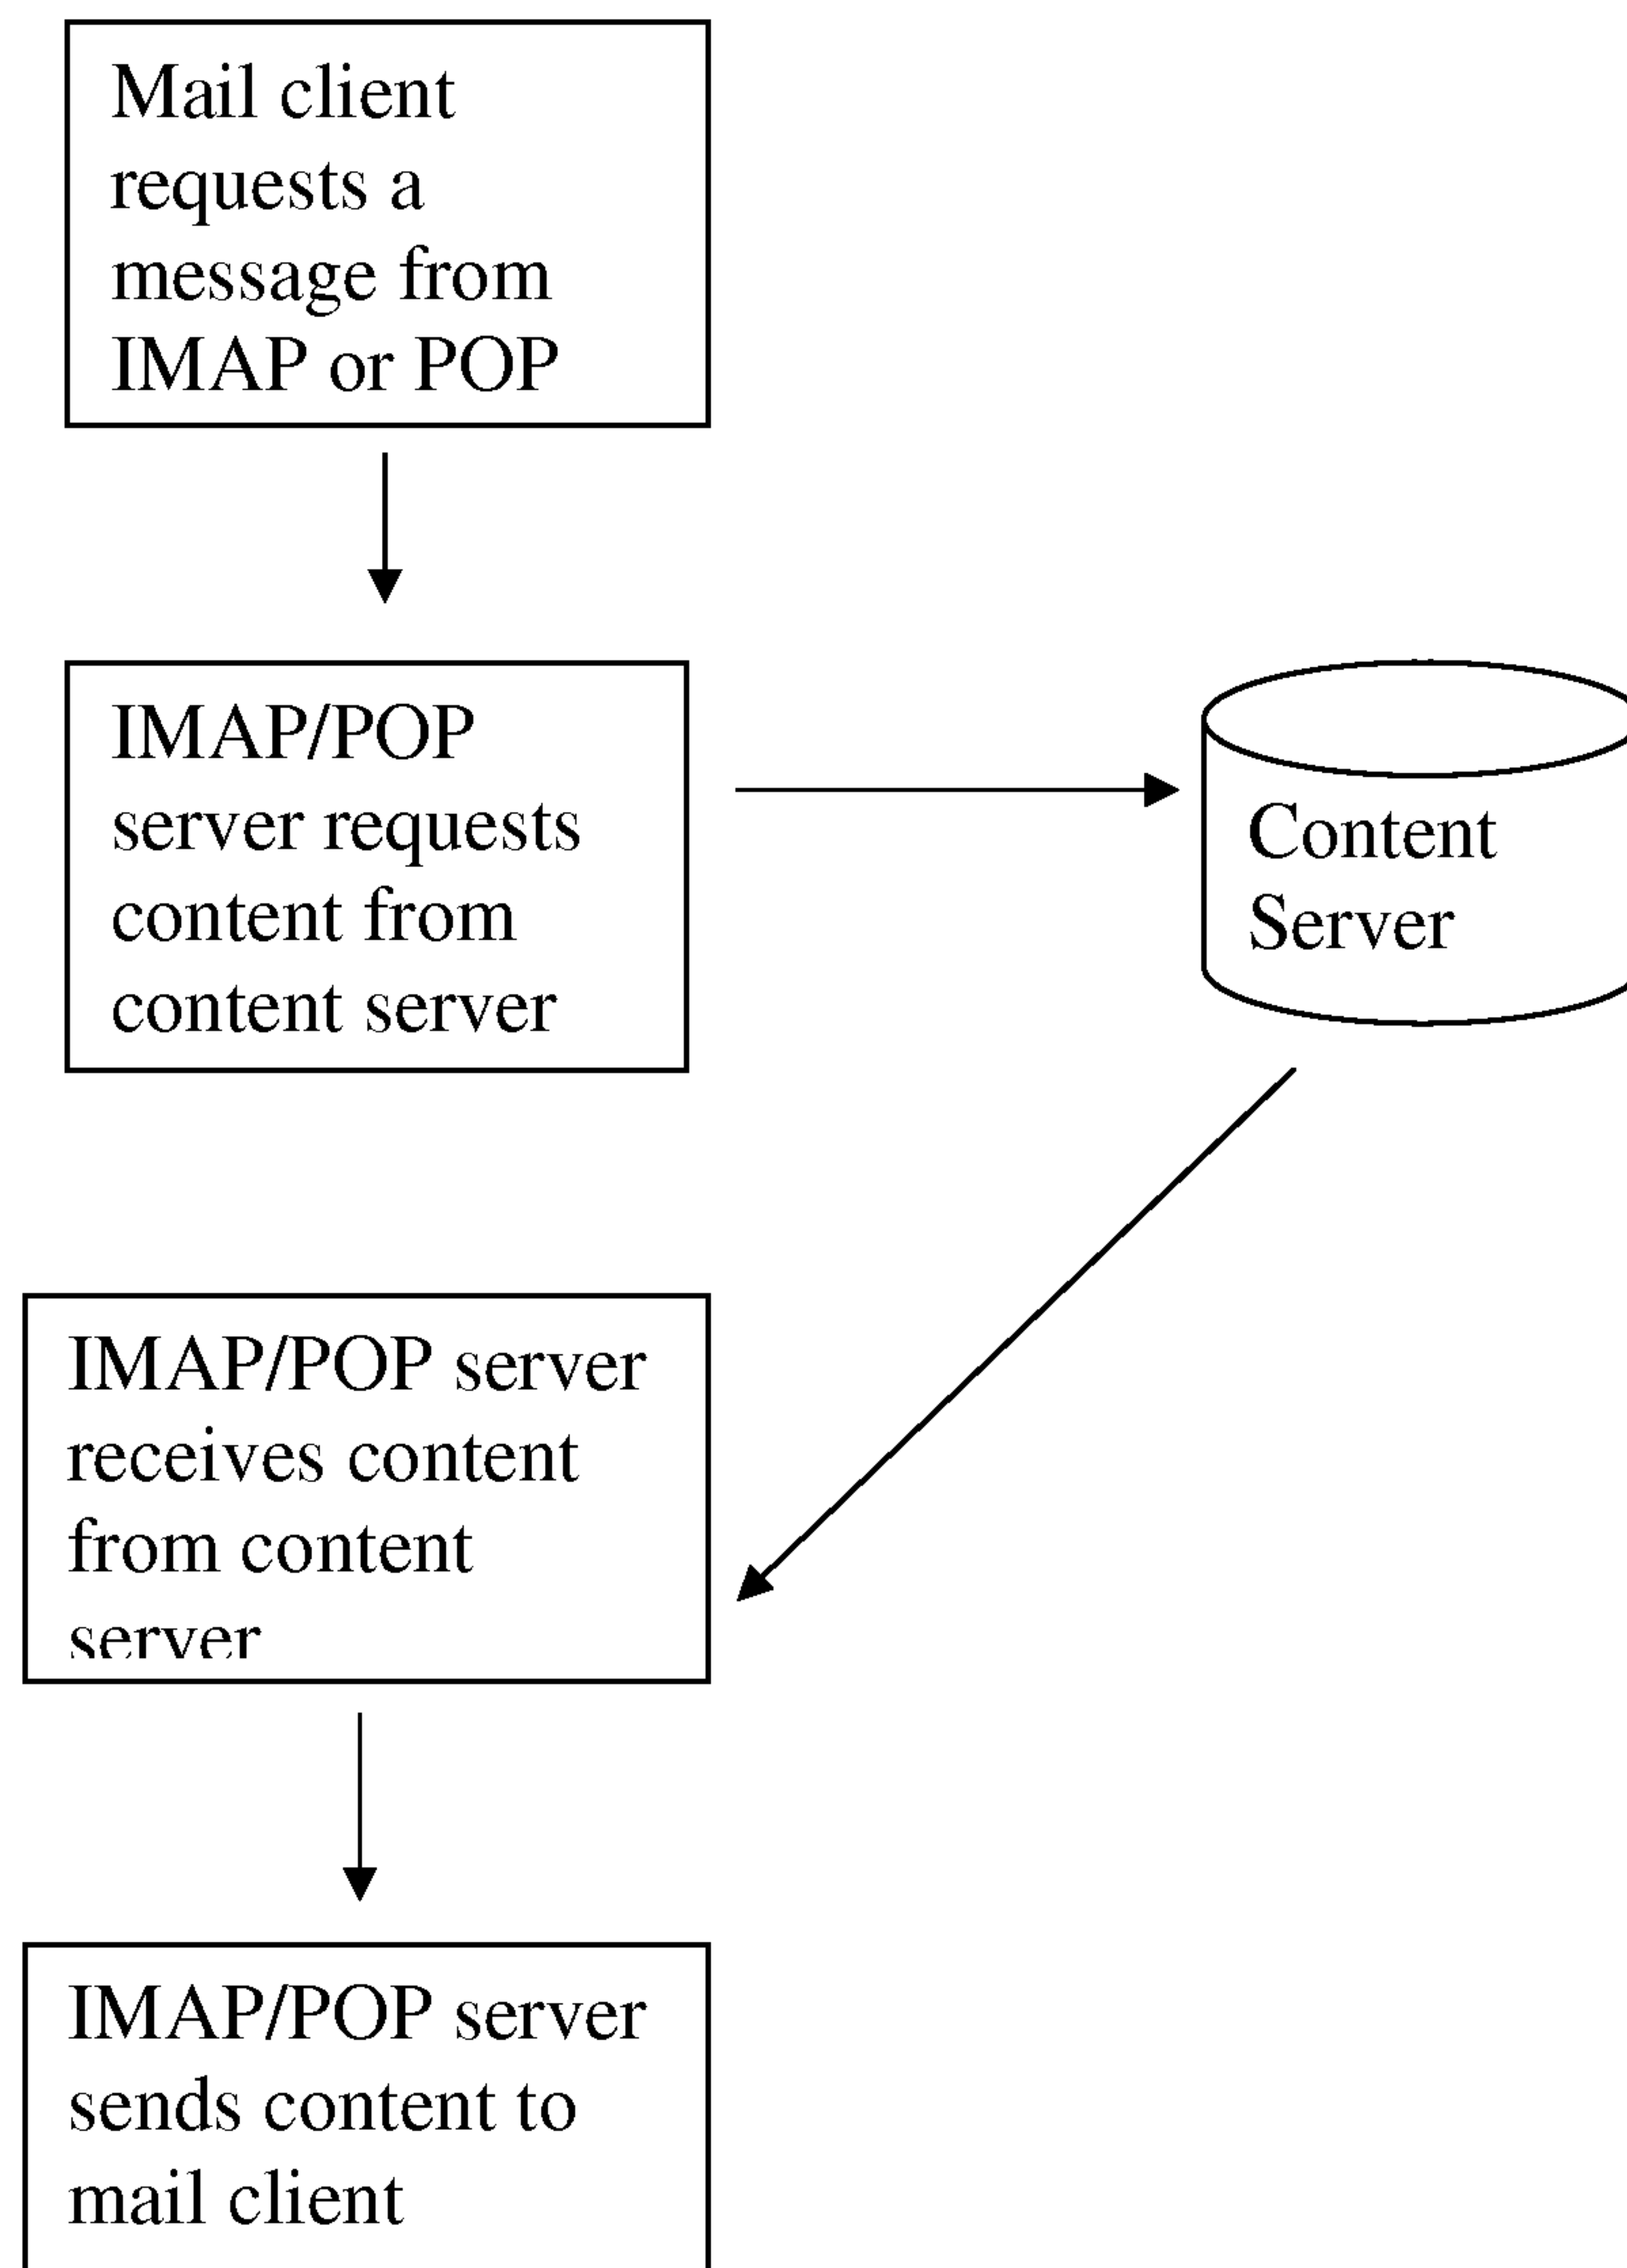 Mail client
requests a
message from
IMAP or POP
IMAP/POP
server requests
content from
content server
Content
Server
IMAP/POP server
receives content
from content
server
IMAP/POP server
sends content to
mail client